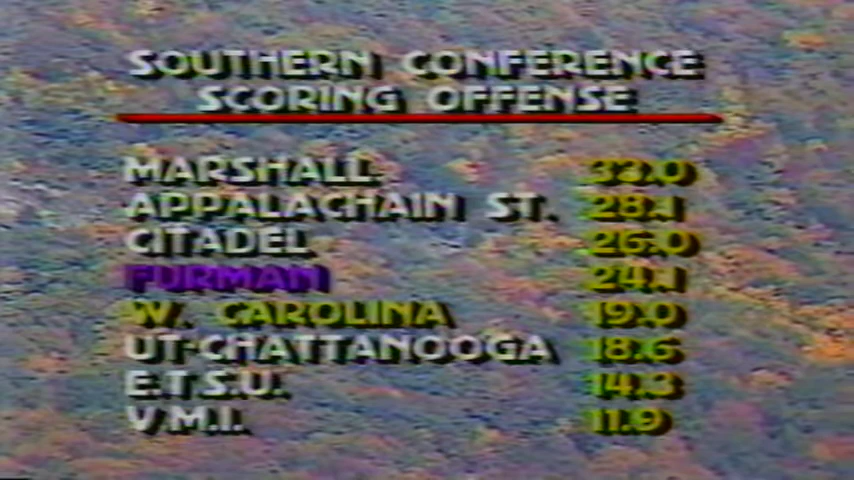 SOUTHERN CONFERENCE
SCORING OFFENSE
MARSHALL 33.0
APPALACHAIN ST. 28.1
CITADEL 26.0
FURMAN 24.1
W. CAROLINA 19.0
UT-CHATTANOOGA 18.6
E.T.S.U. 14.3
V.M.I. 11.9